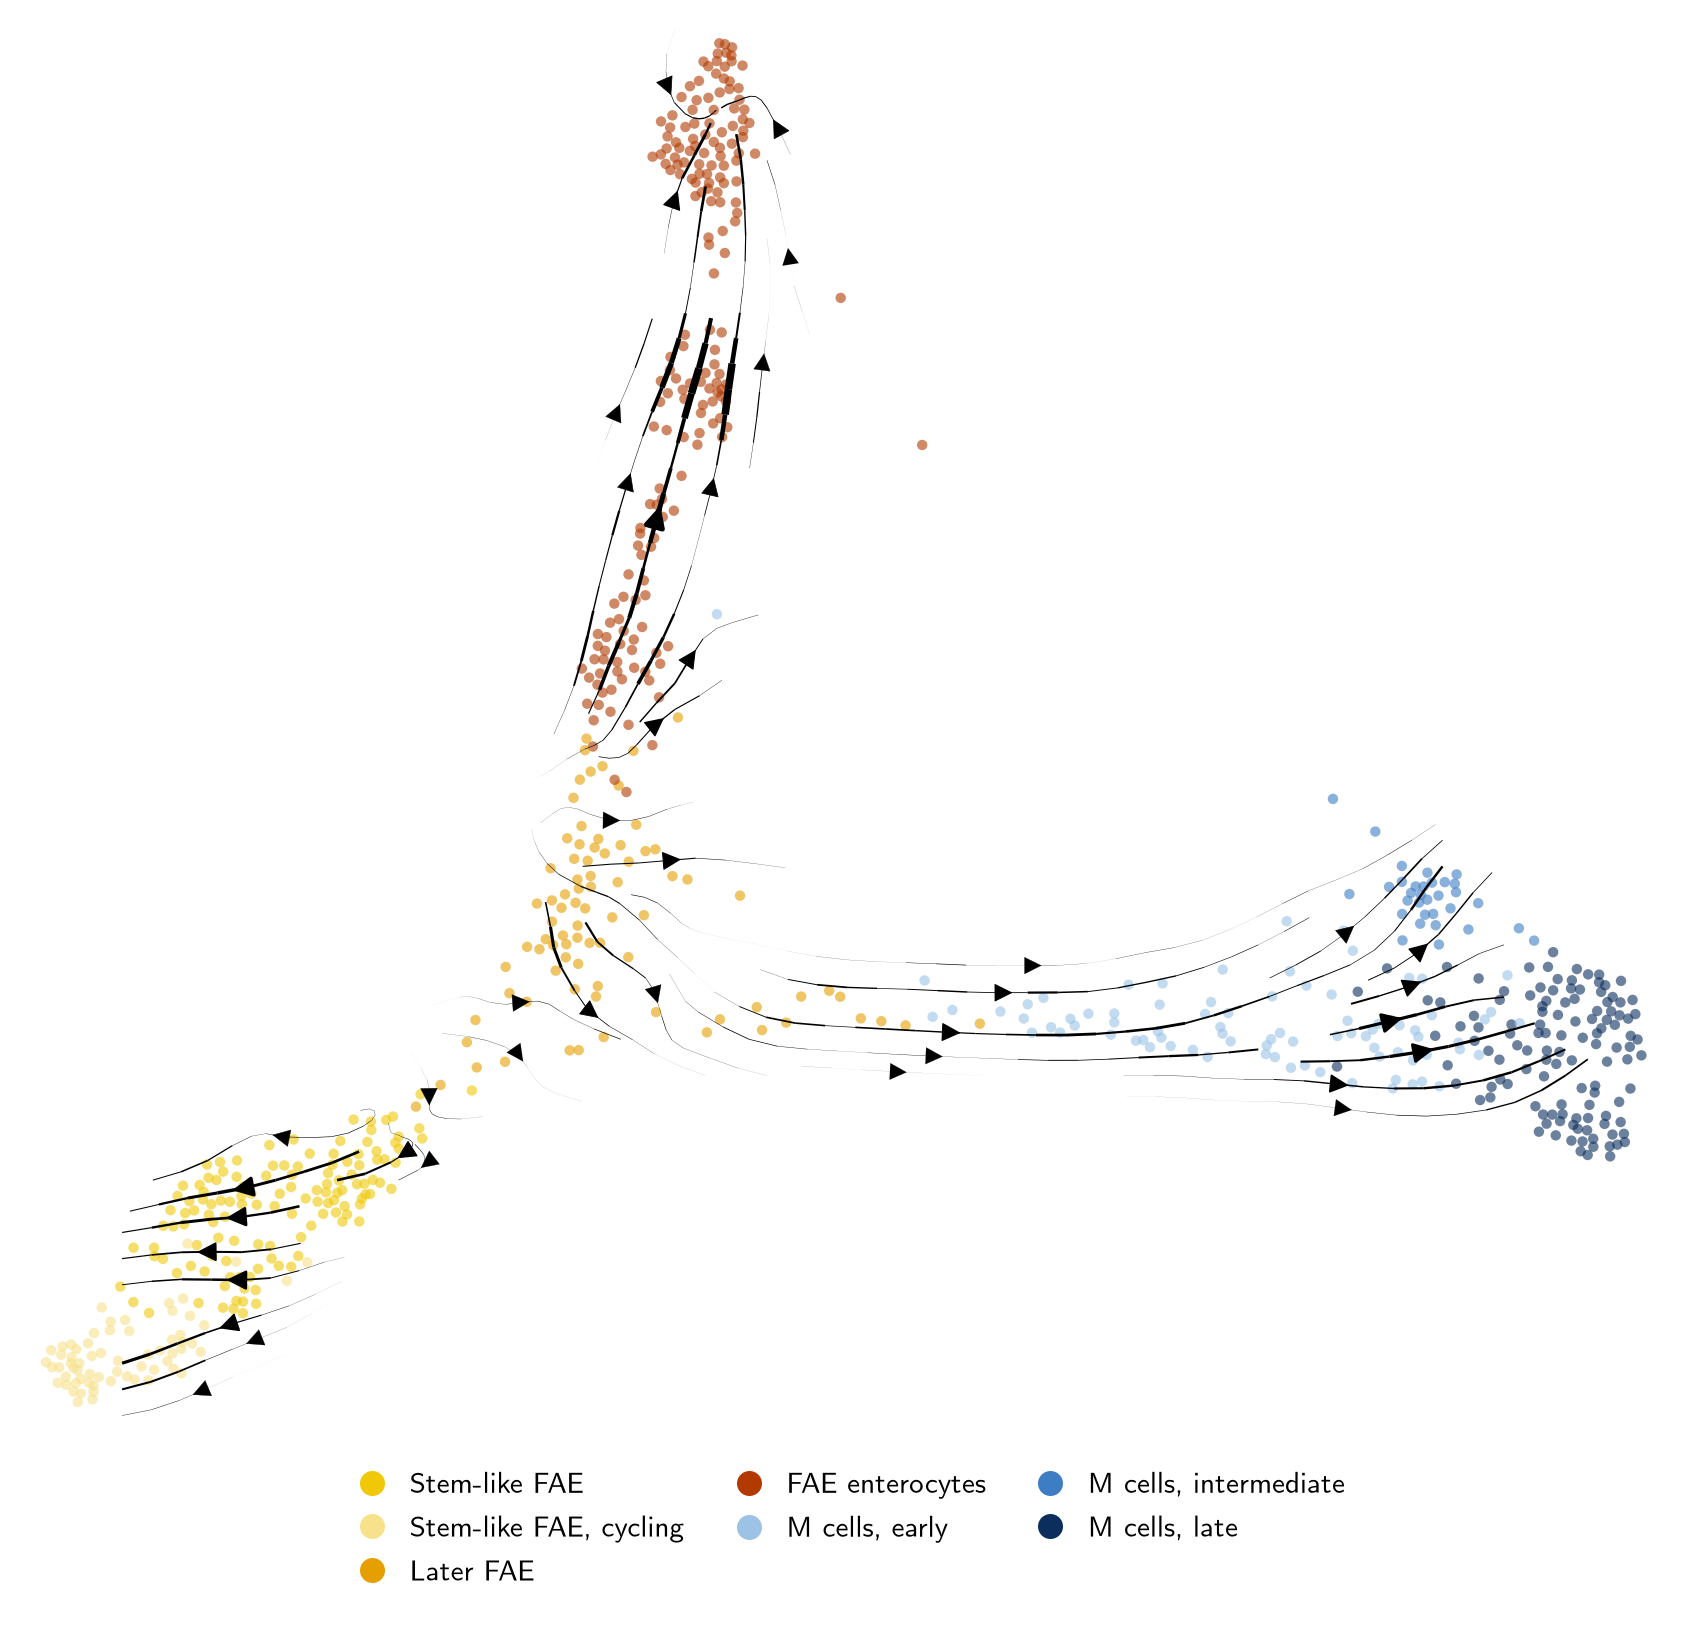 Stem-like FAE
FAE enterocytes
M cells, intermediate
Stem-like FAE, cycling
M cells, early
M cells, late
Later FAE